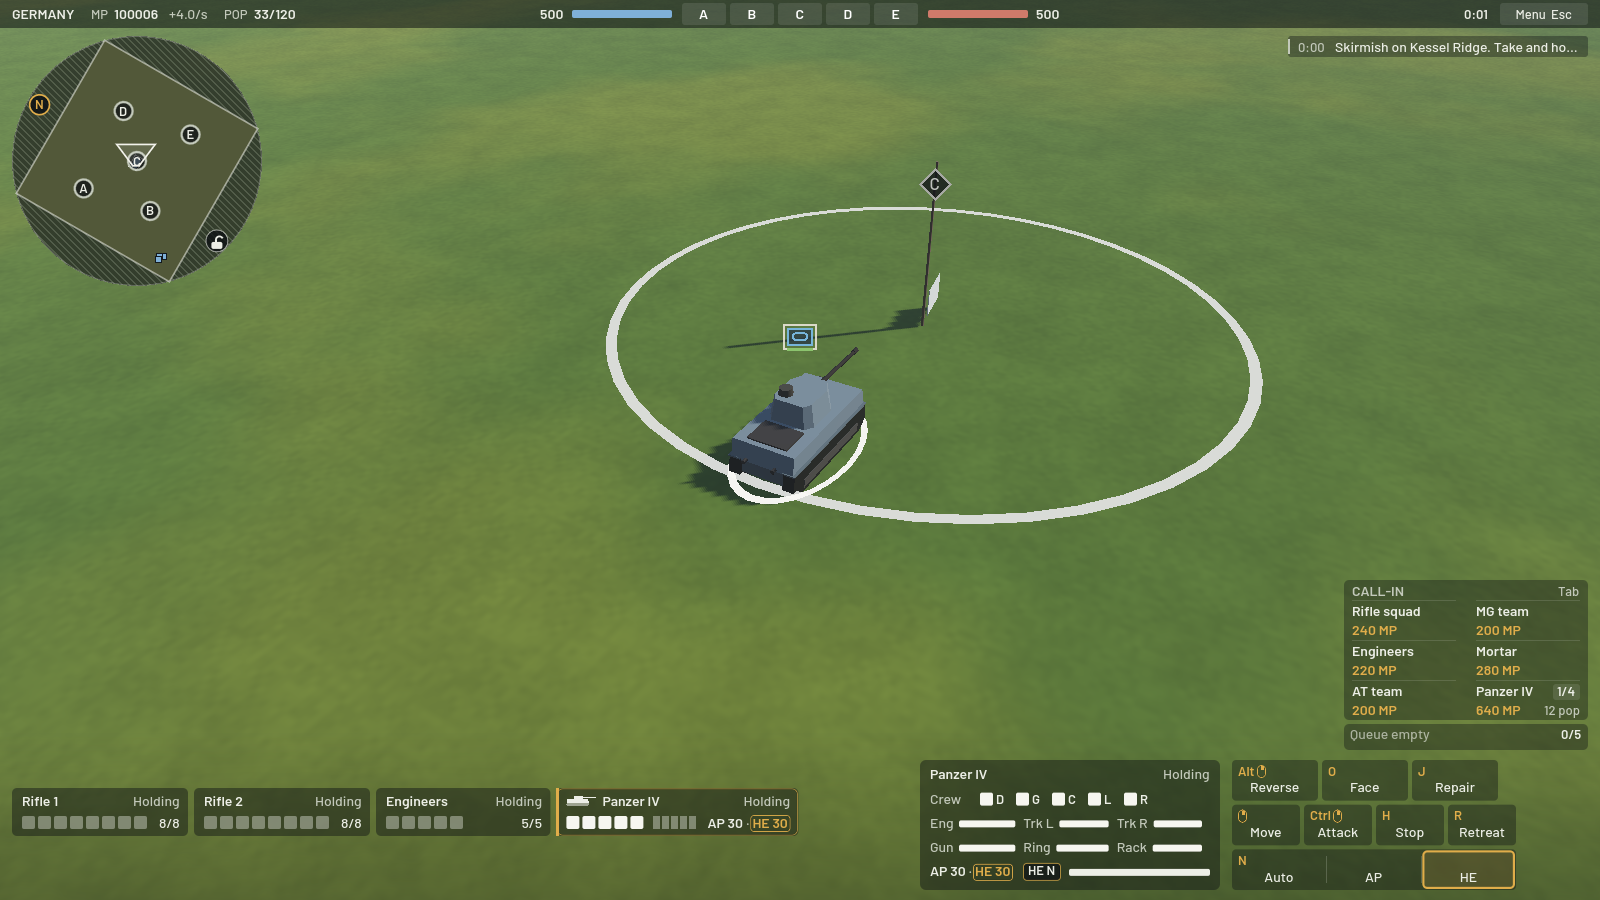 GERMANY MP 100006 +4.0/s POP 33/120
500 A B C D E 500
0:01 Menu Esc
0:00 Skirmish on Kessel Ridge. Take and ho...
N
D
E
C
A
B
C
CALL-IN Tab
Rifle squad MG team
240 MP 200 MP
Engineers Mortar
220 MP 280 MP
AT team Panzer IV 1/4
200 MP 640 MP 12 pop
Queue empty 0/5
Rifle 1 Holding
8/8
Rifle 2 Holding
8/8
Engineers Holding
5/5
Panzer IV Holding
AP 30 · HE 30
Panzer IV Holding
Crew D G C L R
Eng Trk L Trk R
Gun Ring Rack
AP 30 · HE 30 HE N
Alt Reverse
O Face
J Repair
Move
Ctrl Attack
H Stop
R Retreat
N Auto AP HE